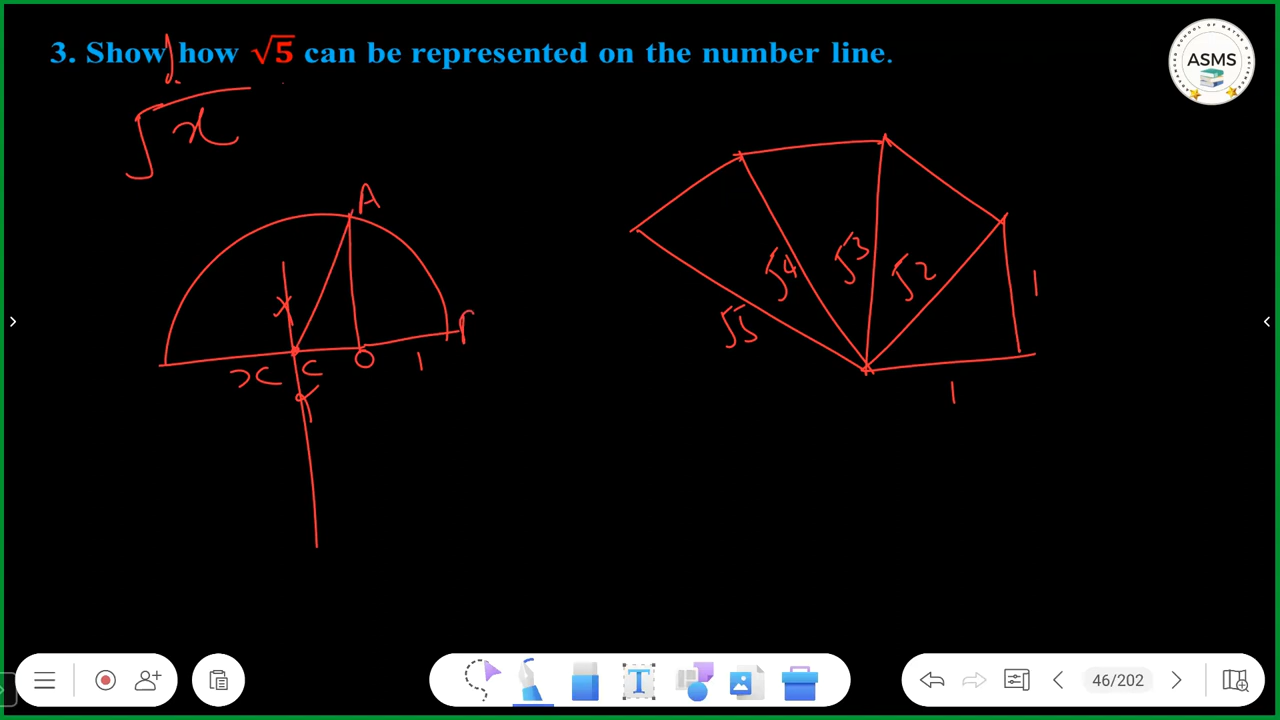 3. Show how √5 can be represented on the number line.
ASMS
√x
A
x C O 1 P
√5 √4 √3 √2 1
1
46/202